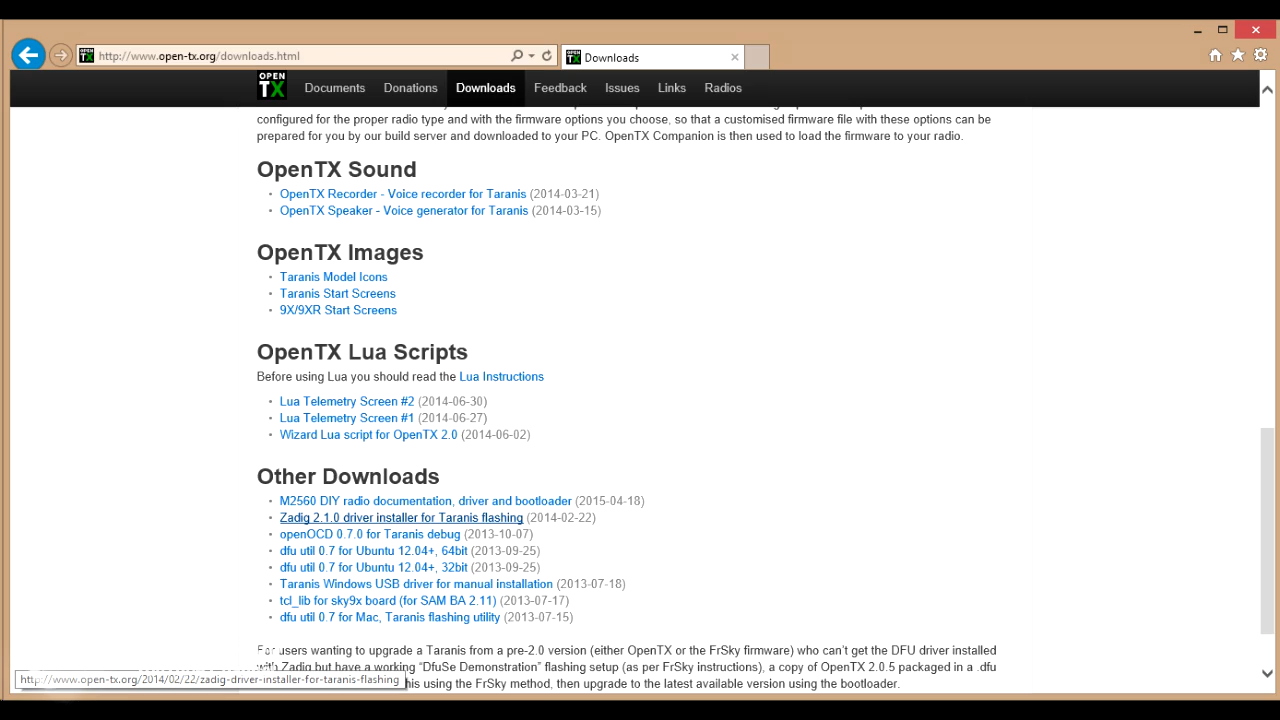 http://www.open-tx.org/downloads.html
Downloads
OPEN
TX
Documents
Donations
Downloads
Feedback
Issues
Links
Radios
configured for the proper radio type and with the firmware options you choose, so that a customised firmware file with these options can be
prepared for you by our build server and downloaded to your PC. OpenTX Companion is then used to load the firmware to your radio.
OpenTX Sound
OpenTX Recorder - Voice recorder for Taranis (2014-03-21)
OpenTX Speaker - Voice generator for Taranis (2014-03-15)
OpenTX Images
Taranis Model Icons
Taranis Start Screens
9X/9XR Start Screens
OpenTX Lua Scripts
Before using Lua you should read the Lua Instructions
Lua Telemetry Screen #2 (2014-06-30)
Lua Telemetry Screen #1 (2014-06-27)
Wizard Lua script for OpenTX 2.0 (2014-06-02)
Other Downloads
M2560 DIY radio documentation, driver and bootloader (2015-04-18)
Zadig 2.1.0 driver installer for Taranis flashing (2014-02-22)
openOCD 0.7.0 for Taranis debug (2013-10-07)
dfu util 0.7 for Ubuntu 12.04+, 64bit (2013-09-25)
dfu util 0.7 for Ubuntu 12.04+, 32bit (2013-09-25)
Taranis Windows USB driver for manual installation (2013-07-18)
tcl_lib for sky9x board (for SAM BA 2.11) (2013-07-17)
dfu util 0.7 for Mac, Taranis flashing utility (2013-07-15)
For users wanting to upgrade a Taranis from a pre-2.0 version (either OpenTX or the FrSky firmware) who can't get the DFU driver installed
with Zadig but have a working “DfuSe Demonstration” flashing setup (as per FrSky instructions), a copy of OpenTX 2.0.5 packaged in a .dfu
http://www.open-tx.org/2014/02/22/zadig-driver-installer-for-taranis-flashing
his using the FrSky method, then upgrade to the latest available version using the bootloader.